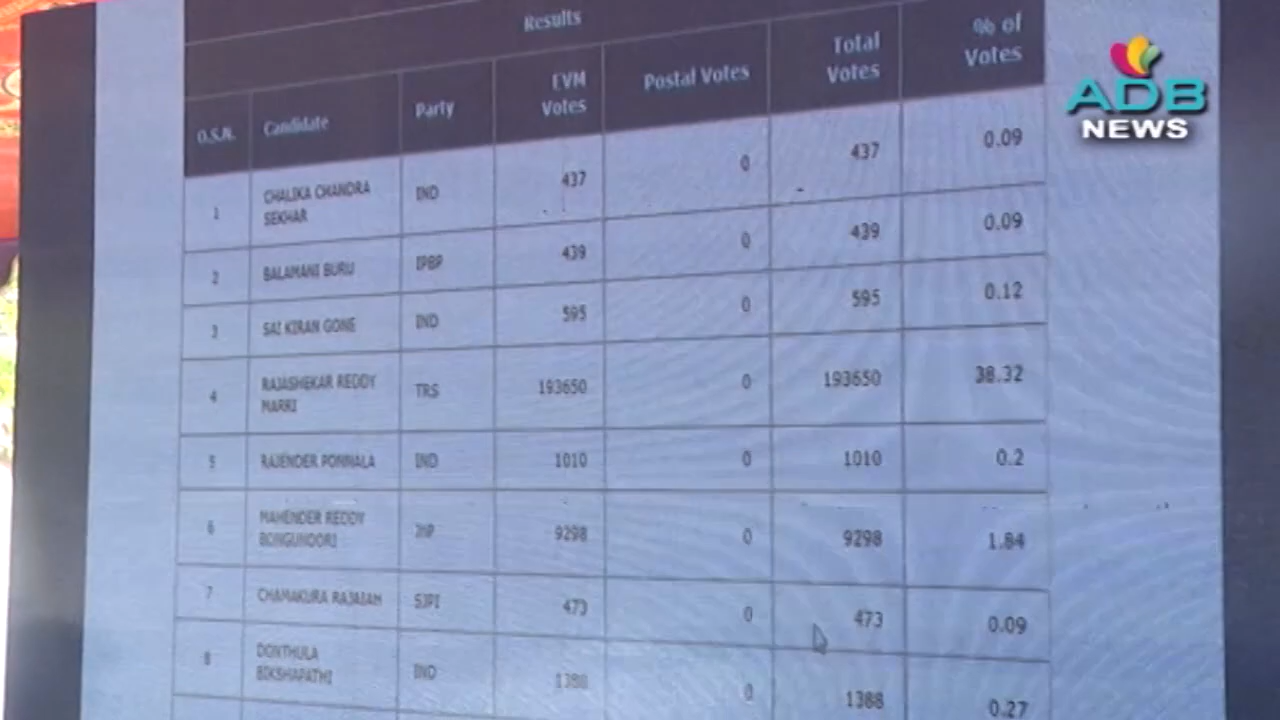 Results
O.S.N. Candidate Party EVM Votes Postal Votes Total Votes % of Votes
1 CHALIKA CHANDRA SEKHAR IND 437 0 437 0.09
2 BALAMANI BURU IPBP 439 0 439 0.09
3 SAI KIRAN GONE IND 595 0 595 0.12
4 RAJASHEKAR REDDY MARRI TRS 193650 0 193650 38.32
5 RAJENDER PONNALA IND 1010 0 1010 0.2
6 MAHENDER REDDY BONGUNOORI 9298 0 9298 1.84
7 CHAMAKURA RAJAIAH SJPI 473 0 473 0.09
8 DONTHULA BIKSHAPATHI IND 1388 0 1388 0.27
ADB
NEWS